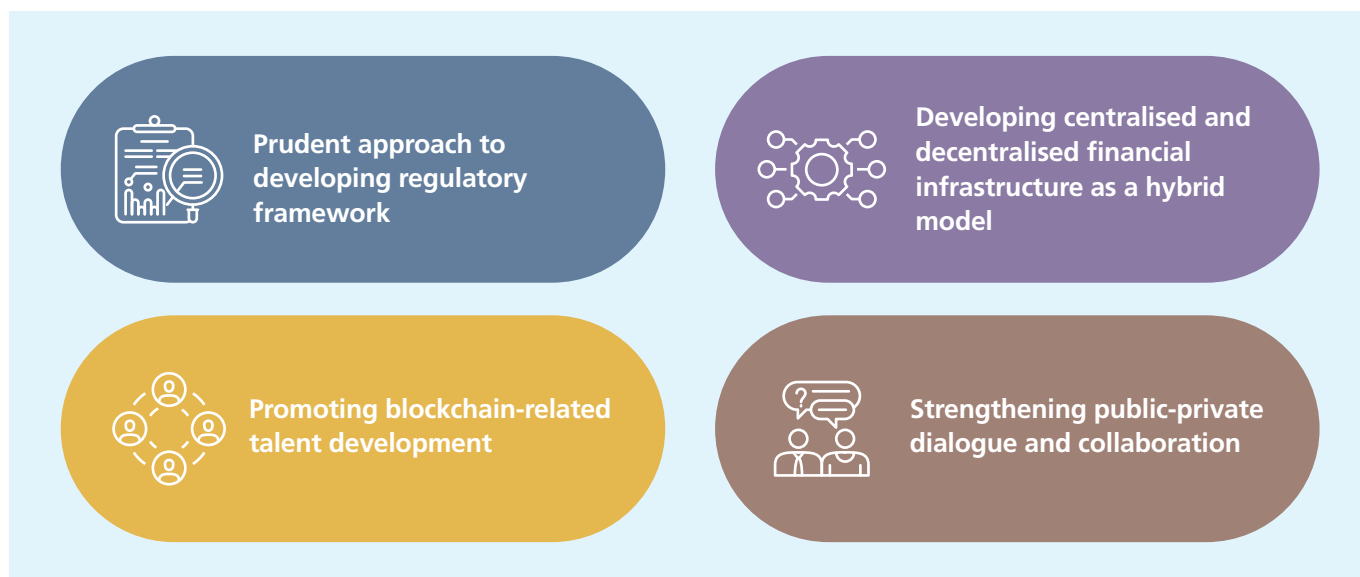 Prudent approach to
developing regulatory
framework
Developing centralised and
decentralised financial
infrastructure as a hybrid
model
Promoting blockchain-related
talent development
?
Strengthening public-private
dialogue and collaboration